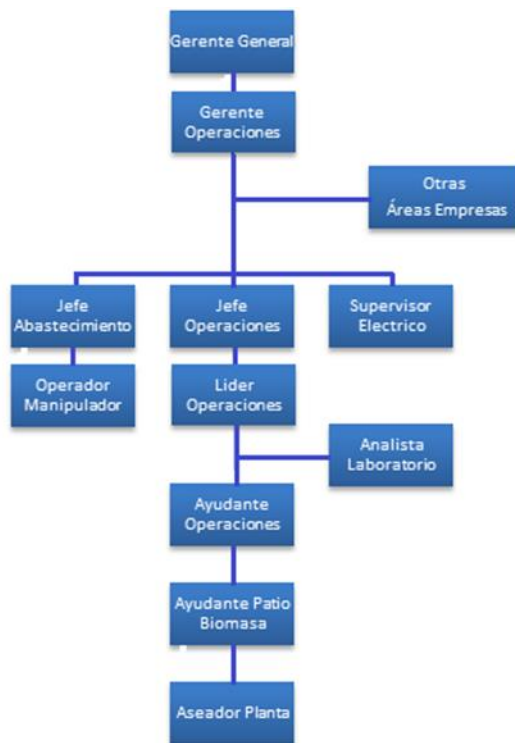 Gerente General
Gerente
Operaciones
Otras
Áreas Empresas
Jefe
Abastecimiento
Jefe
Operaciones
Supervisor
Electrico
Operador
Manipulador
Lider
Operaciones
Analista
Laboratorio
Ayudante
Operaciones
Ayudante Patio
Biomasa
Aseador Planta